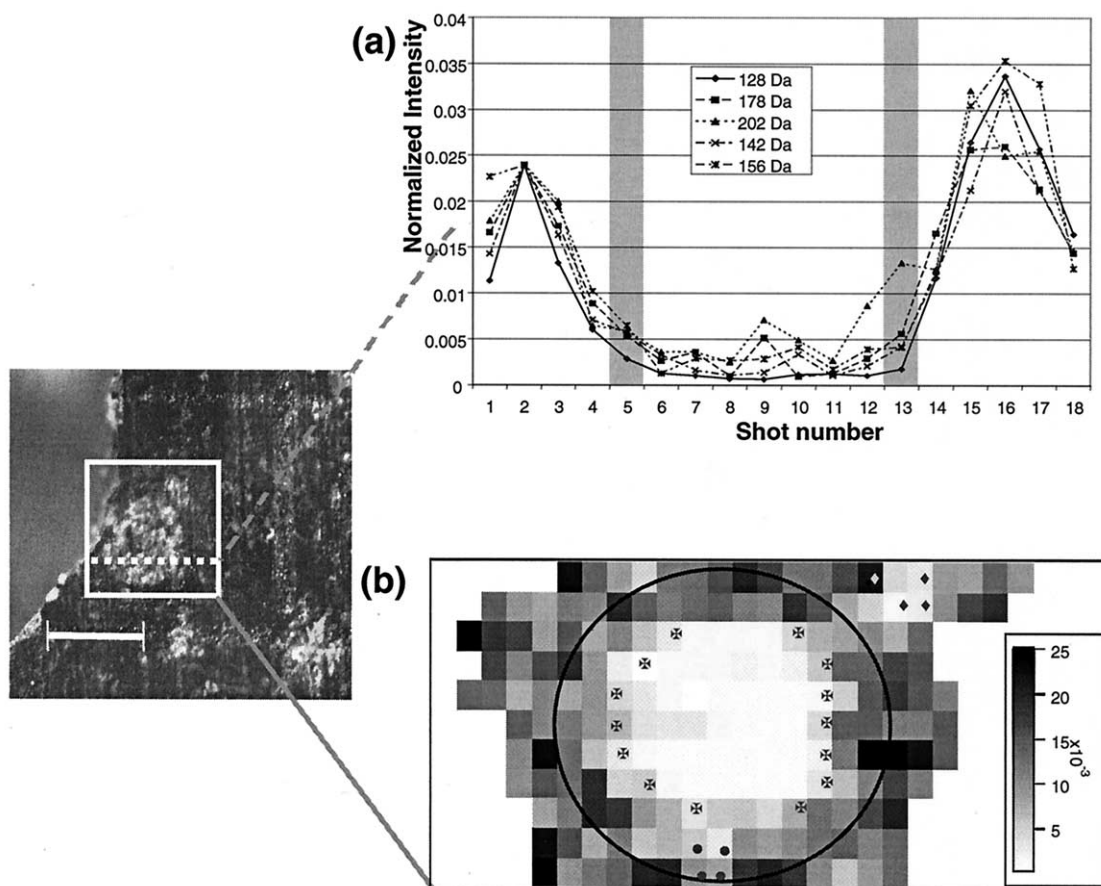 (a)
Normalized Intensity
0.04
0.035
0.03
0.025
0.02
0.015
0.01
0.005
0
128 Da
178 Da
202 Da
142 Da
156 Da
1 2 3 4 5 6 7 8 9 10 11 12 13 14 15 16 17 18
Shot number
(b)
25
20
15
10
5
x10⁻³